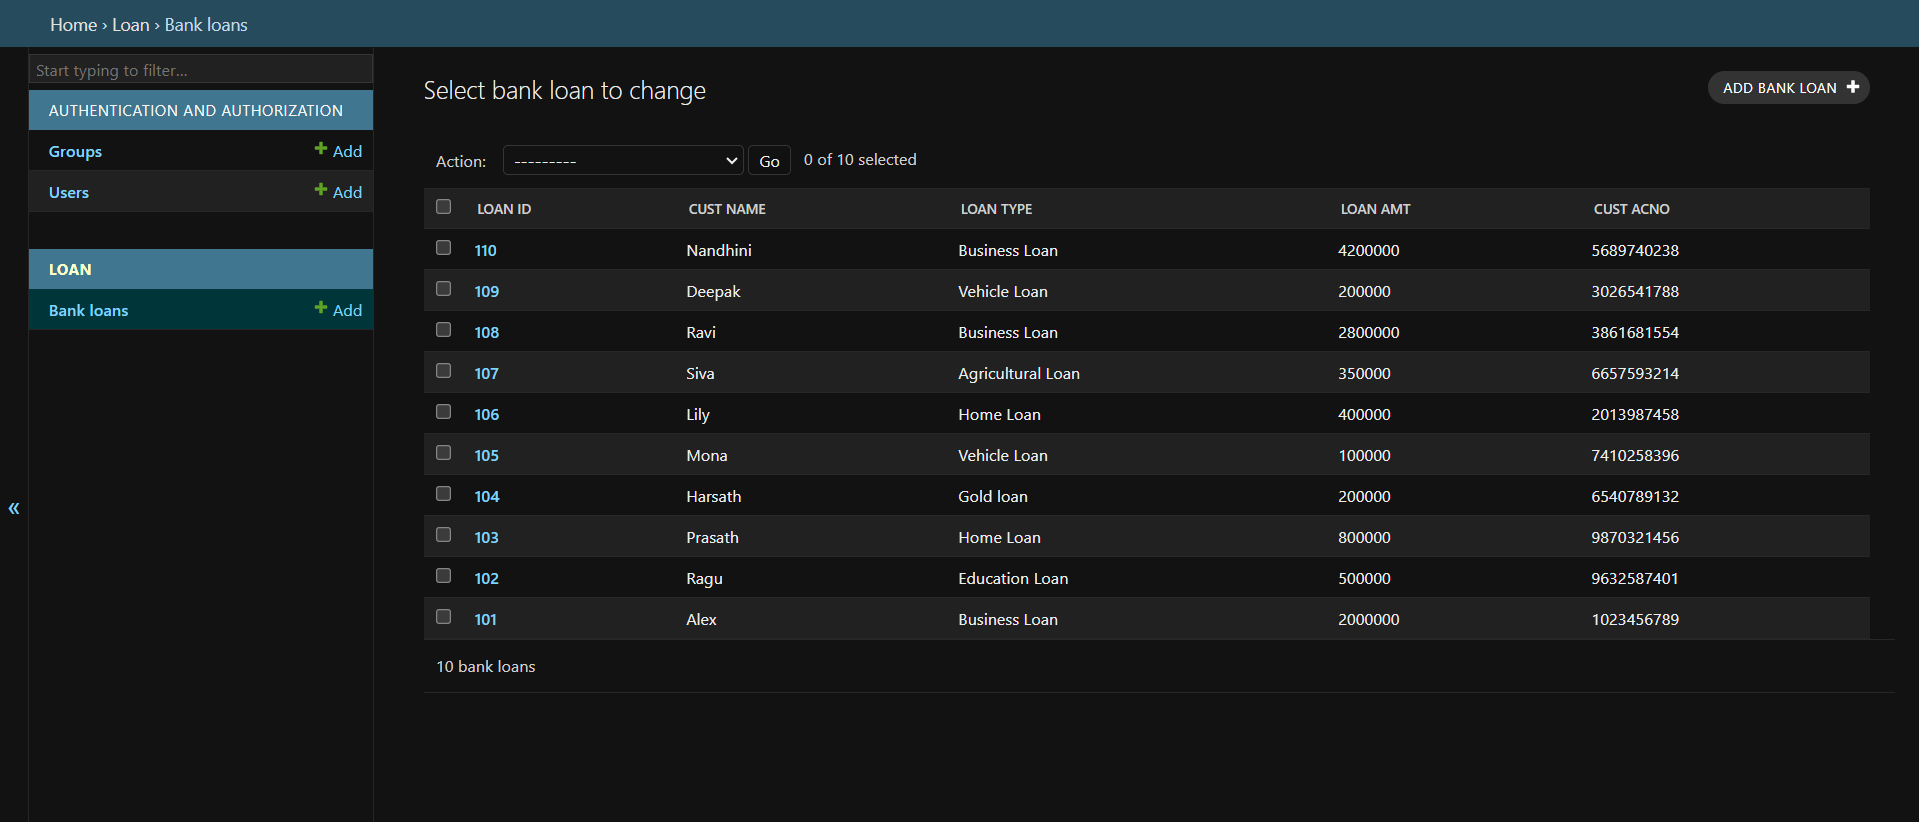 Home › Loan › Bank loans
Start typing to filter...
AUTHENTICATION AND AUTHORIZATION
Groups + Add
Users + Add
LOAN
Bank loans + Add
«
Select bank loan to change
ADD BANK LOAN +
Action: --------- Go 0 of 10 selected
LOAN ID CUST NAME LOAN TYPE LOAN AMT CUST ACNO
110 Nandhini Business Loan 4200000 5689740238
109 Deepak Vehicle Loan 200000 3026541788
108 Ravi Business Loan 2800000 3861681554
107 Siva Agricultural Loan 350000 6657593214
106 Lily Home Loan 400000 2013987458
105 Mona Vehicle Loan 100000 7410258396
104 Harsath Gold loan 200000 6540789132
103 Prasath Home Loan 800000 9870321456
102 Ragu Education Loan 500000 9632587401
101 Alex Business Loan 2000000 1023456789
10 bank loans